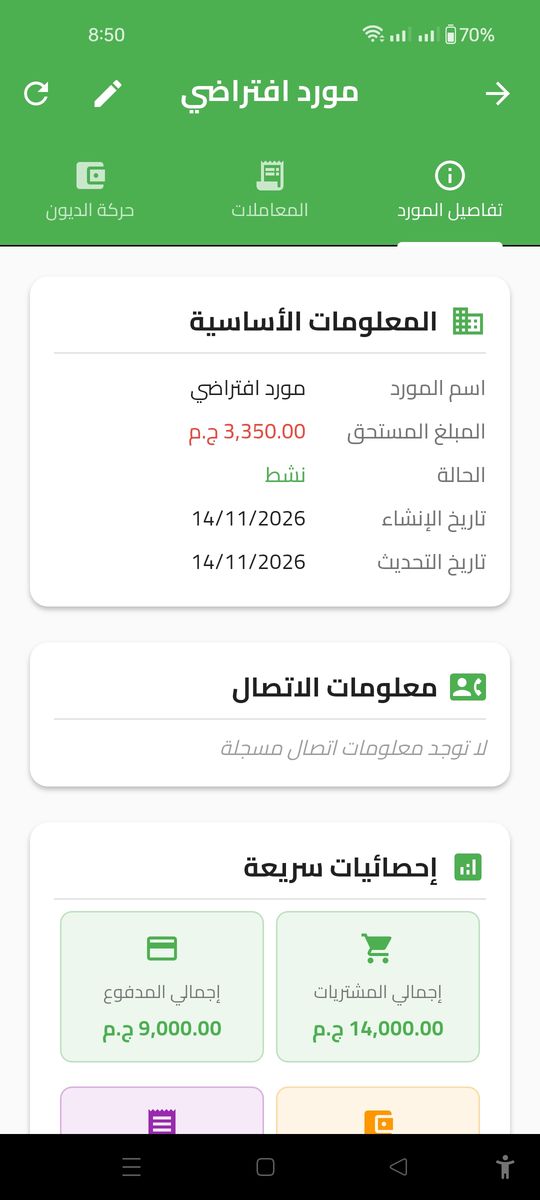 8:50
70%
مورد افتراضي
تفاصيل المورد
المعاملات
حركة الديون
المعلومات الأساسية
اسم المورد مورد افتراضي
المبلغ المستحق 3,350.00 ج.م
الحالة نشط
تاريخ الإنشاء 14/11/2026
تاريخ التحديث 14/11/2026
معلومات الاتصال
لا توجد معلومات اتصال مسجلة
إحصائيات سريعة
إجمالي المشتريات
14,000.00 ج.م
إجمالي المدفوع
9,000.00 ج.م